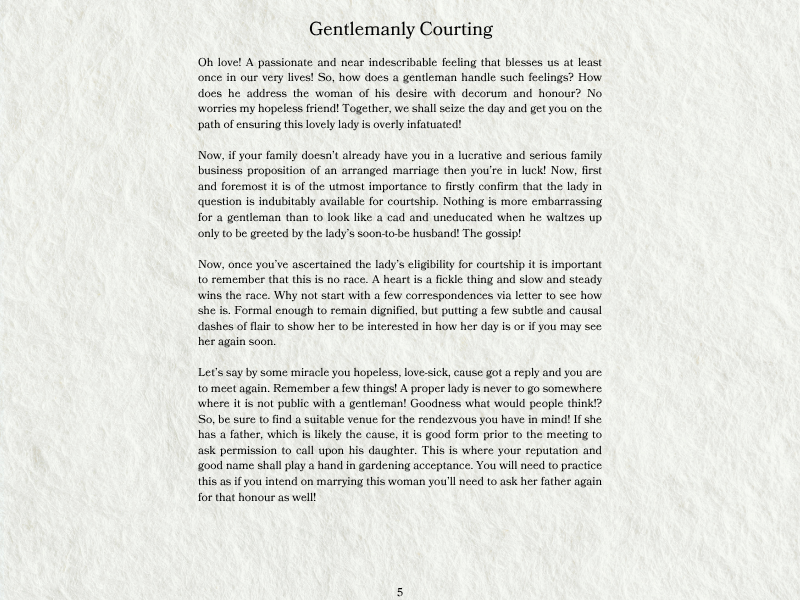 Gentlemanly Courting
Oh love! A passionate and near indescribable feeling that blesses us at least
once in our very lives! So, how does a gentleman handle such feelings? How
does he address the woman of his desire with decorum and honour? No
worries my hopeless friend! Together, we shall seize the day and get you on the
path of ensuring this lovely lady is overly infatuated!
Now, if your family doesn't already have you in a lucrative and serious family
business proposition of an arranged marriage then you're in luck! Now, first
and foremost it is of the utmost importance to firstly confirm that the lady in
question is indubitably available for courtship. Nothing is more embarrassing
for a gentleman than to look like a cad and uneducated when he waltzes up
only to be greeted by the lady's soon-to-be husband! The gossip!
Now, once you've ascertained the lady's eligibility for courtship it is important
to remember that this is no race. A heart is a fickle thing and slow and steady
wins the race. Why not start with a few correspondences via letter to see how
she is. Formal enough to remain dignified, but putting a few subtle and causal
dashes of flair to show her to be interested in how her day is or if you may see
her again soon.
Let's say by some miracle you hopeless, love-sick, cause got a reply and you are
to meet again. Remember a few things! A proper lady is never to go somewhere
where it is not public with a gentleman! Goodness what would people think!?
So, be sure to find a suitable venue for the rendezvous you have in mind! If she
has a father, which is likely the cause, it is good form prior to the meeting to
ask permission to call upon his daughter. This is where your reputation and
good name shall play a hand in gardening acceptance. You will need to practice
this as if you intend on marrying this woman you'll need to ask her father again
for that honour as well!
5